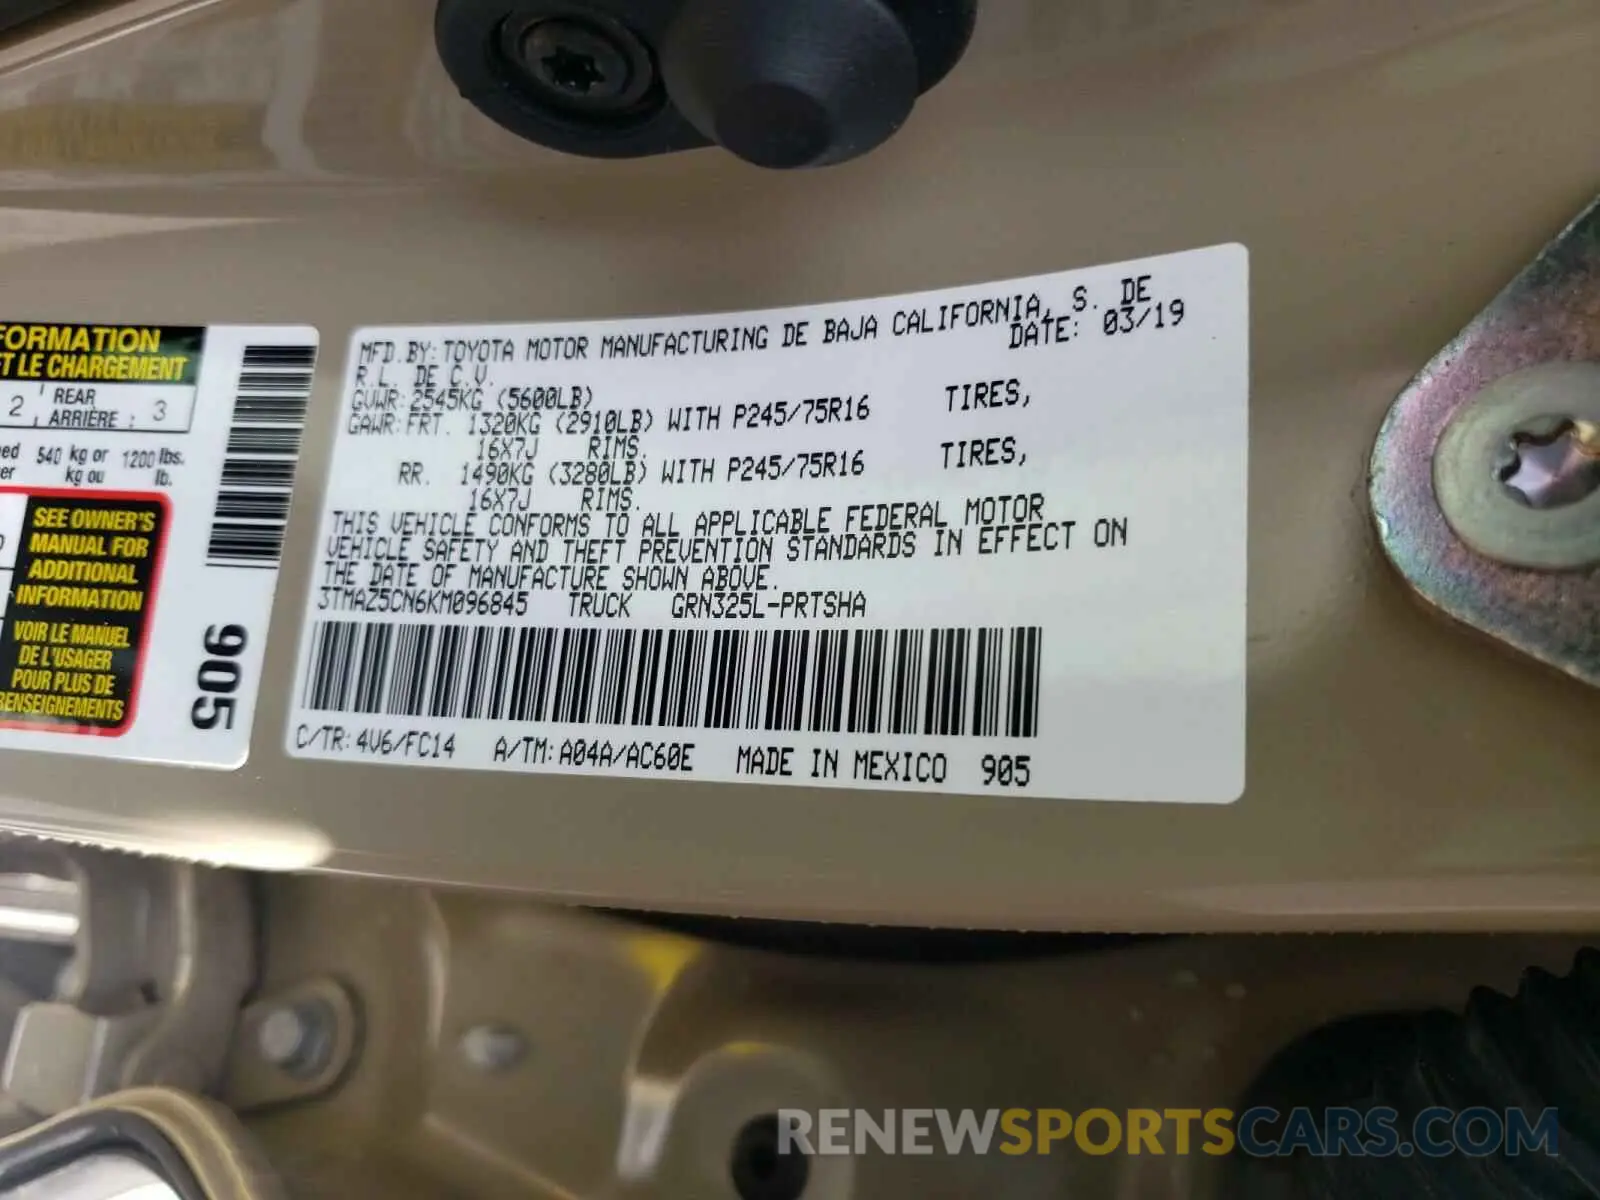 FORMATION
ET LE CHARGEMENT
2 REAR ARRIÈRE : 3
540 kg or 1200 lbs.
kg ou lb.
SEE OWNER'S
MANUAL FOR
ADDITIONAL
INFORMATION
VOIR LE MANUEL
DE L'USAGER
POUR PLUS DE
RENSEIGNEMENTS
905
MFD.BY: TOYOTA MOTOR MANUFACTURING DE BAJA CALIFORNIA, S. DE
R.L. DE C.V. DATE: 03/19
GVWR: 2545KG (5600LB)
GAWR: FRT. 1320KG (2910LB) WITH P245/75R16 TIRES,
16X7J RIMS.
RR. 1490KG (3280LB) WITH P245/75R16 TIRES,
16X7J RIMS.
THIS VEHICLE CONFORMS TO ALL APPLICABLE FEDERAL MOTOR
VEHICLE SAFETY AND THEFT PREVENTION STANDARDS IN EFFECT ON
THE DATE OF MANUFACTURE SHOWN ABOVE.
3TMAZ5CN6KM096845 TRUCK GRN325L-PRTSHA
C/TR: 4V6/FC14 A/TM: A04A/AC60E MADE IN MEXICO 905
RENEWSPORTSCARS.COM